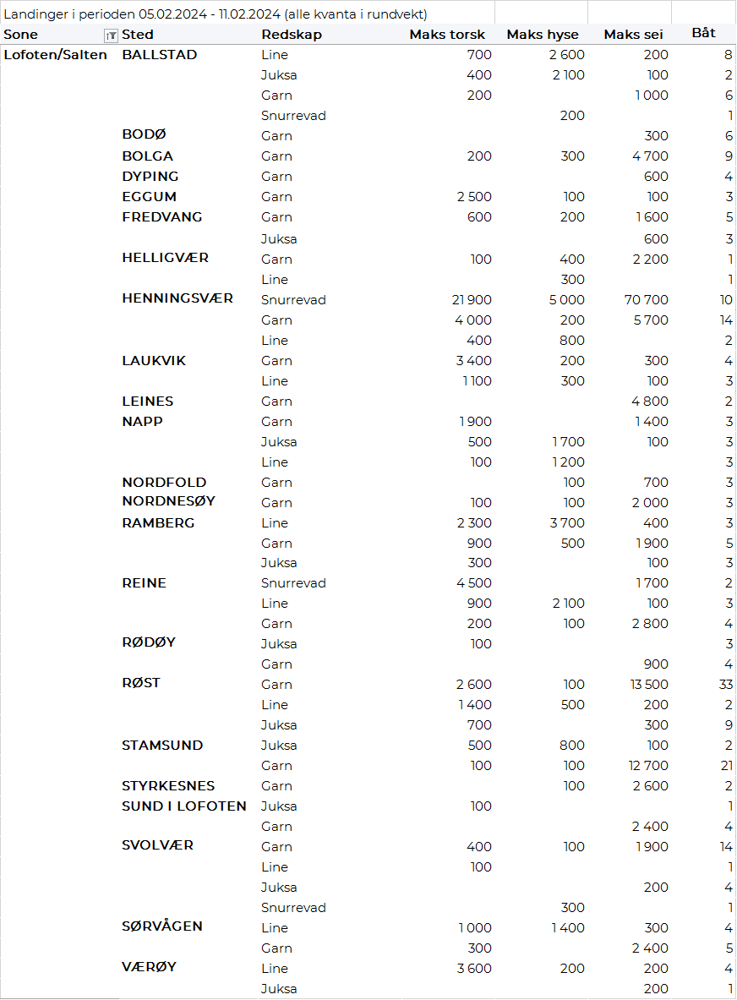 Landinger i perioden 05.02.2024 - 11.02.2024 (alle kvanta i rundvekt)
Sone Sted Redskap Maks torsk Maks hyse Maks sei Båt
Lofoten/Salten BALLSTAD Line 700 2 600 200 8
Juksa 400 2 100 100 2
Garn 200 1 000 6
Snurrevad 200 1
BODØ Garn 300 6
BOLGA Garn 200 300 4 700 9
DYPING Garn 600 4
EGGUM Garn 2 500 100 100 3
FREDVANG Garn 600 200 1 600 5
Juksa 600 3
HELLIGVÆR Garn 100 400 2 200 1
Line 300 1
HENNINGSVÆR Snurrevad 21 900 5 000 70 700 10
Garn 4 000 200 5 700 14
Line 400 800 2
LAUKVIK Garn 3 400 200 300 4
Line 1 100 300 100 3
LEINES Garn 4 800 2
NAPP Garn 1 900 1 400 3
Juksa 500 1 700 100 3
Line 100 1 200 3
NORDFOLD Garn 100 700 3
NORDNESØY Garn 100 100 2 000 3
RAMBERG Line 2 300 3 700 400 3
Garn 900 500 1 900 5
Juksa 300 100 3
REINE Snurrevad 4 500 1 700 2
Line 900 2 100 100 3
Garn 200 100 2 800 4
RØDØY Juksa 100 3
Garn 900 4
RØST Garn 2 600 100 13 500 33
Line 1 400 500 200 2
Juksa 700 300 9
STAMSUND Juksa 500 800 100 2
Garn 100 100 12 700 21
STYRKESNES Garn 100 2 600 2
SUND I LOFOTEN Juksa 100 1
Garn 2 400 4
SVOLVÆR Garn 400 100 1 900 14
Line 100 1
Juksa 200 4
Snurrevad 300 1
SØRVÅGEN Line 1 000 1 400 300 4
Garn 300 2 400 5
VÆRØY Line 3 600 200 200 4
Juksa 200 1